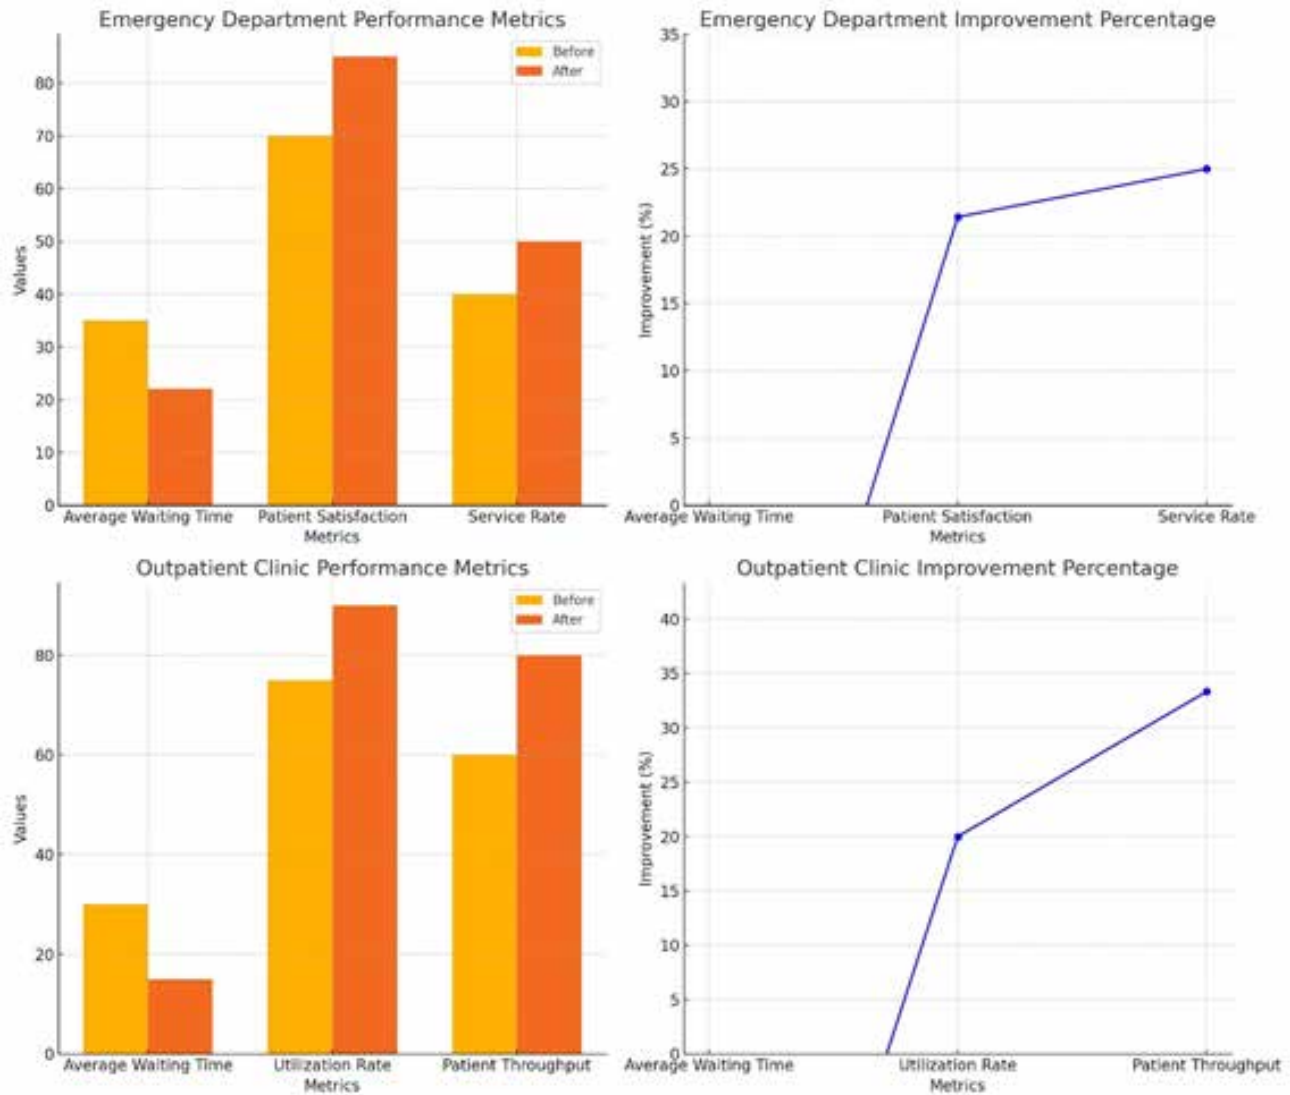 Emergency Department Performance Metrics
Before
After
80
70
60
50
40
30
20
10
0
Values
Average Waiting Time Patient Satisfaction Service Rate
Metrics
Emergency Department Improvement Percentage
35
30
25
20
15
10
5
0
Improvement (%)
Average Waiting Time Patient Satisfaction Service Rate
Metrics
Outpatient Clinic Performance Metrics
Before
After
80
60
40
20
0
Values
Average Waiting Time Utilization Rate Patient Throughput
Metrics
Outpatient Clinic Improvement Percentage
40
35
30
25
20
15
10
5
0
Improvement (%)
Average Waiting Time Utilization Rate Patient Throughput
Metrics